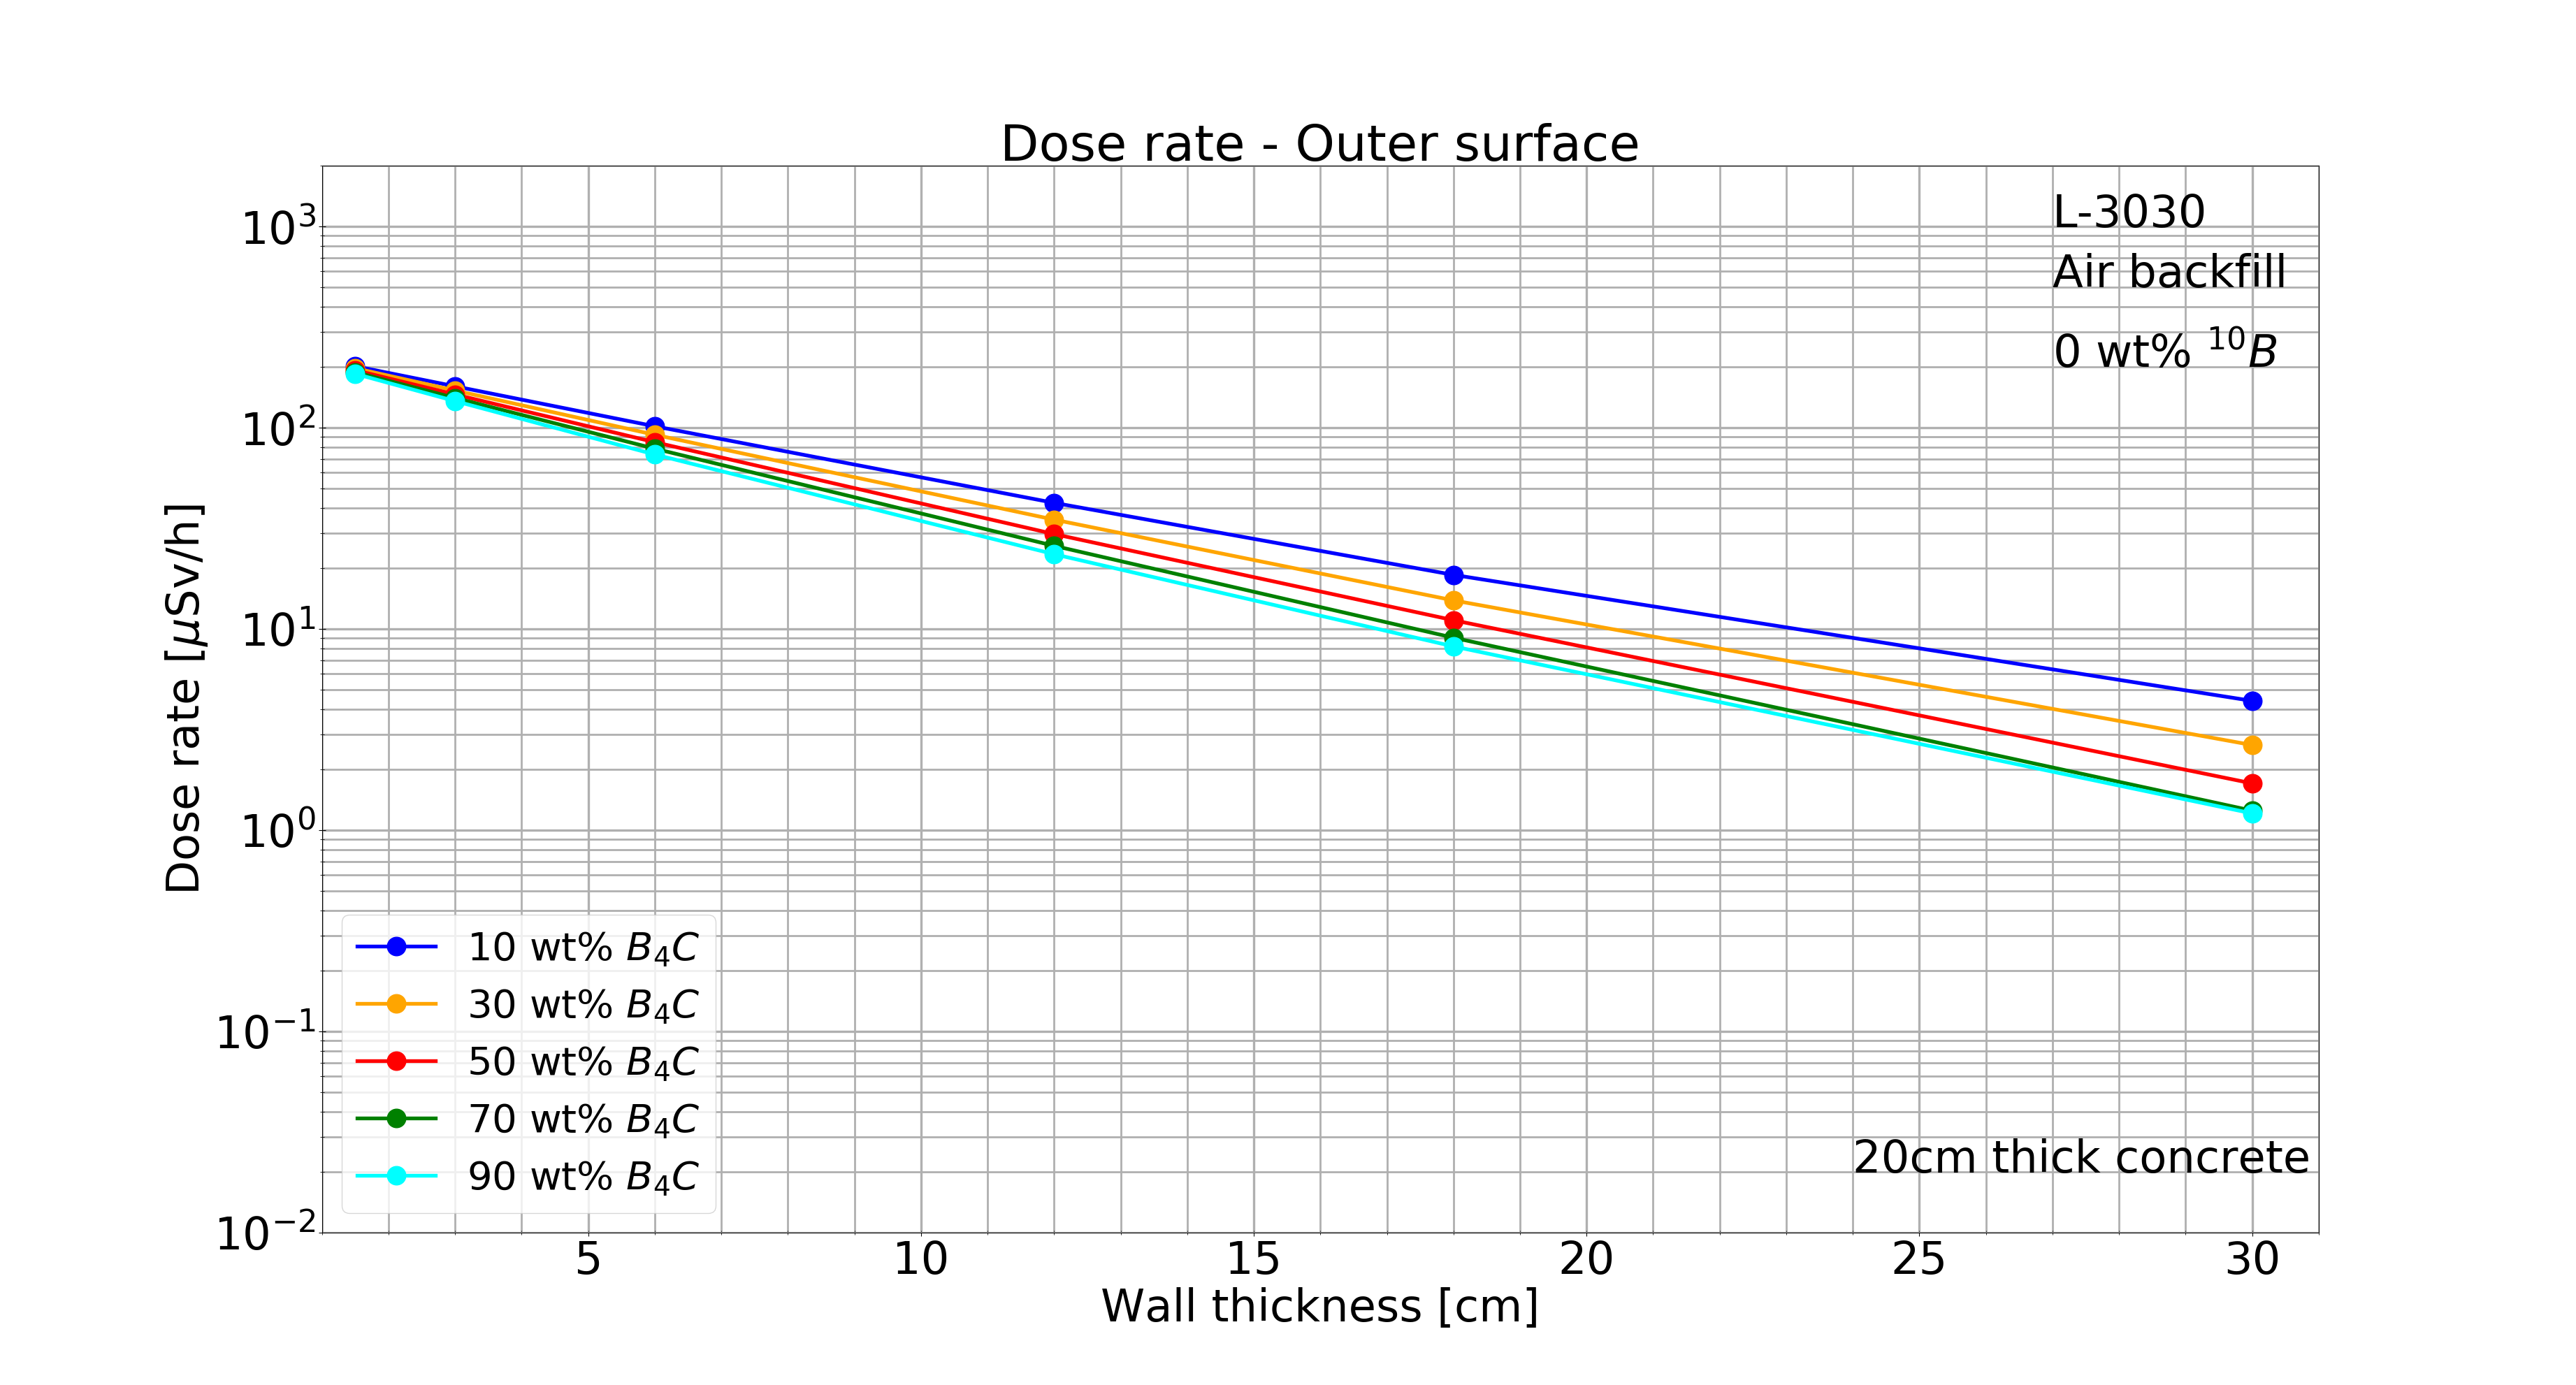 Dose rate - Outer surface
L-3030
Air backfill
0 wt% ¹⁰B
10³
10²
10¹
10⁰
10⁻¹
10⁻²
Dose rate [μSv/h]
10 wt% B₄C
30 wt% B₄C
50 wt% B₄C
70 wt% B₄C
90 wt% B₄C
20cm thick concrete
5 10 15 20 25 30
Wall thickness [cm]